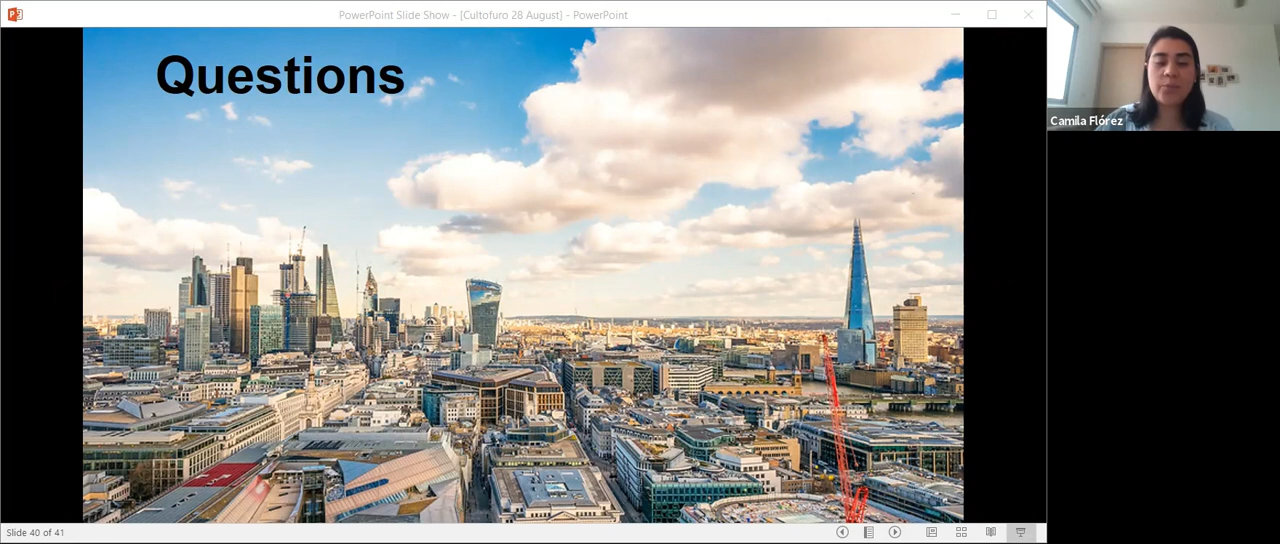 PowerPoint Slide Show - [Cultofuro 28 August] - PowerPoint
Questions
Camila Flórez
Slide 40 of 41